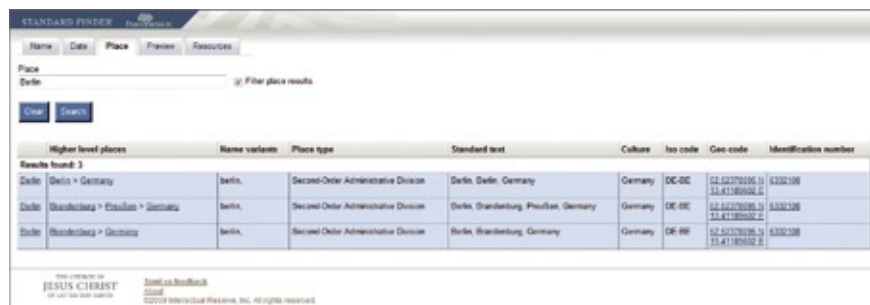 STANDARD FINDER FamilySearch
Name Date Place Preview Resources
Place
Berlin Filter place results
Clear Search
Higher level places Name variants Place type Standard text Culture Iso code Geo code Identification number
Results found: 3
Berlin Berlin > Germany berlin, Second-Order Administrative Division Berlin, Berlin, Germany Germany DE-BE
Berlin Brandenburg > Preußen > Germany berlin, Second-Order Administrative Division Berlin, Brandenburg, Preußen, Germany Germany DE-BE
Berlin Brandenburg > Germany berlin, Second-Order Administrative Division Berlin, Brandenburg, Germany Germany DE-BE
THE CHURCH OF
JESUS CHRIST
OF LATTER-DAY SAINTS
Send us feedback
About
©2009 Intellectual Reserve, Inc. All rights reserved.